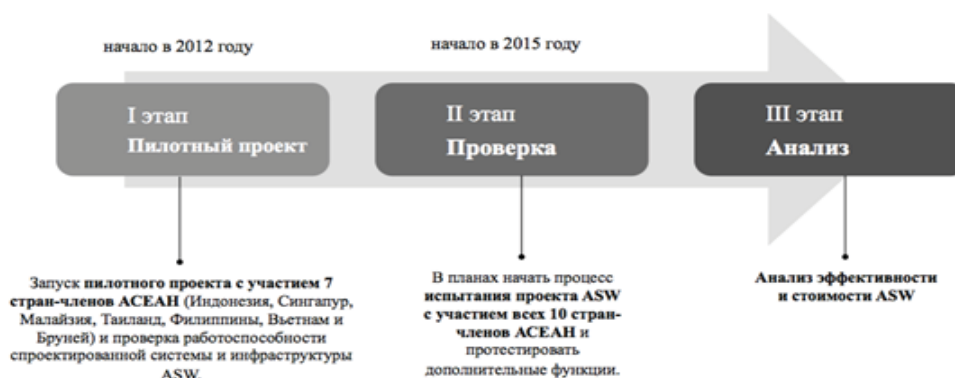 начало в 2012 году
начало в 2015 году
I этап
Пилотный проект
II этап
Проверка
III этап
Анализ
Запуск пилотного проекта с участием 7
стран-членов АСЕАН (Индонезия, Сингапур,
Малайзия, Таиланд, Филиппины, Вьетнам и
Бруней) и проверка работоспособности
спроектированной системы и инфраструктуры
ASW.
В планах начать процесс
испытания проекта ASW
с участием всех 10 стран-
членов АСЕАН и
протестировать
дополнительные функции.
Анализ эффективности
и стоимости ASW